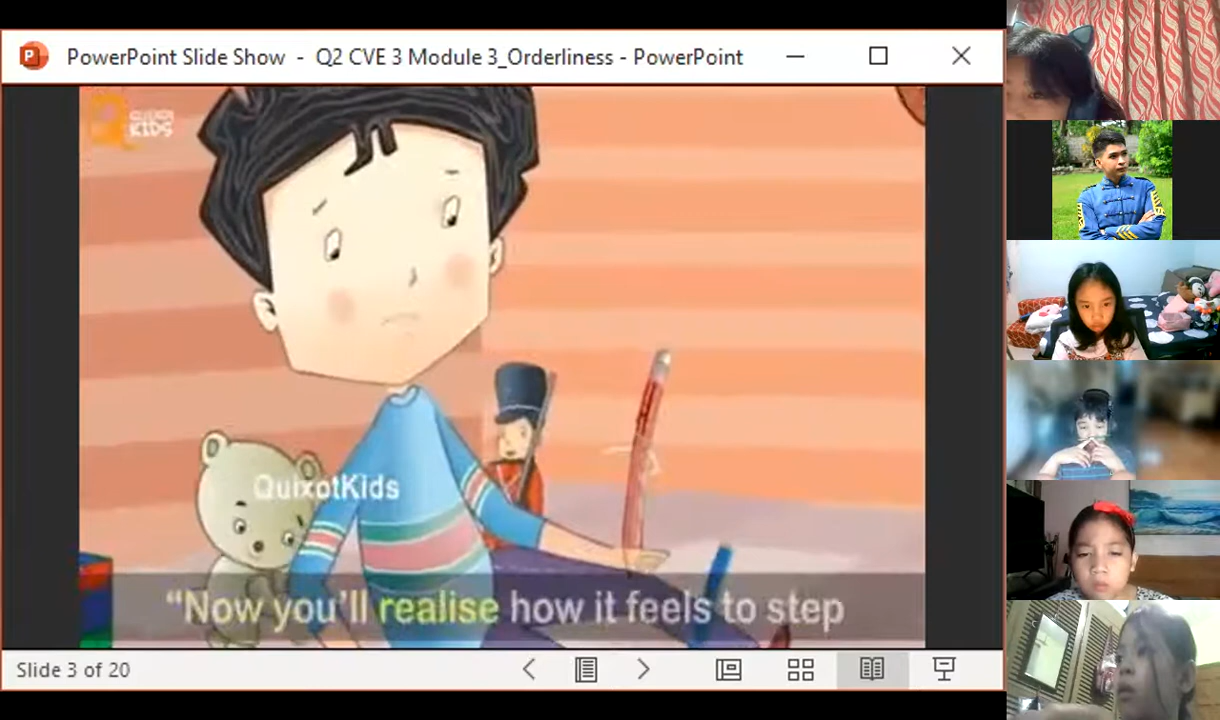 PowerPoint Slide Show - Q2 CVE 3 Module 3_Orderliness - PowerPoint
KIDS
QuixotKids
“Now you’ll realise how it feels to step
Slide 3 of 20